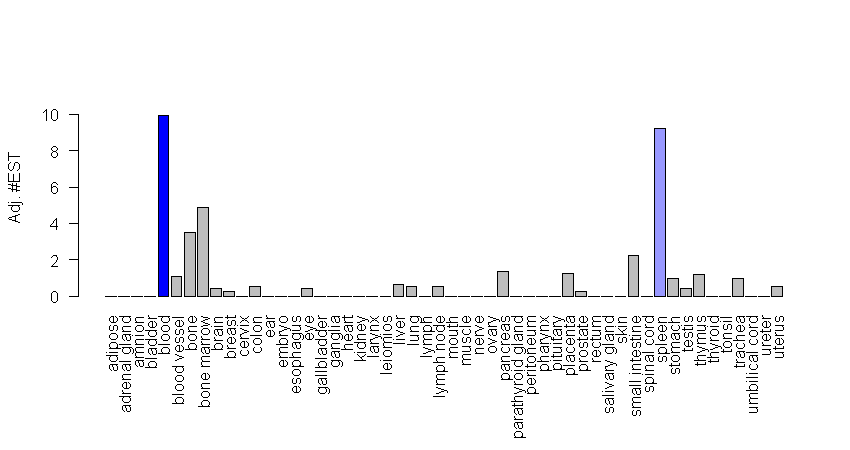 Adj. #EST
10
8
6
4
2
0
adipose
adrenal gland
amnion
bladder
blood
blood vessel
bone
bone marrow
brain
breast
cervix
colon
ear
embryo
esophagus
eye
gallbladder
ganglia
heart
kidney
larynx
leiomios
liver
lung
lymph
lymph node
mouth
muscle
nerve
ovary
pancreas
parathyroid gland
peritoneum
pharynx
pituitary
placenta
prostate
rectum
salivary gland
skin
small intestine
spinal cord
spleen
stomach
testis
thymus
thyroid
tonsil
trachea
umbilical cord
ureter
uterus